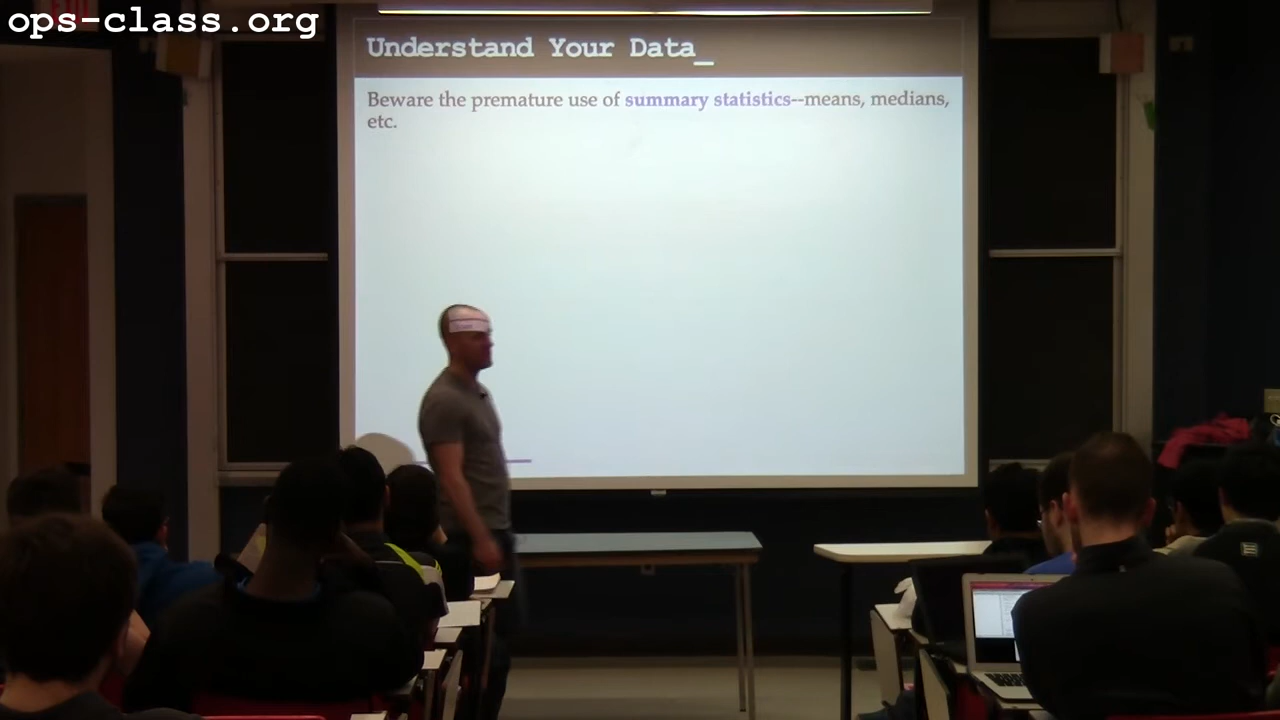 ops-class.org
Understand Your Data_
Beware the premature use of summary statistics--means, medians,
etc.